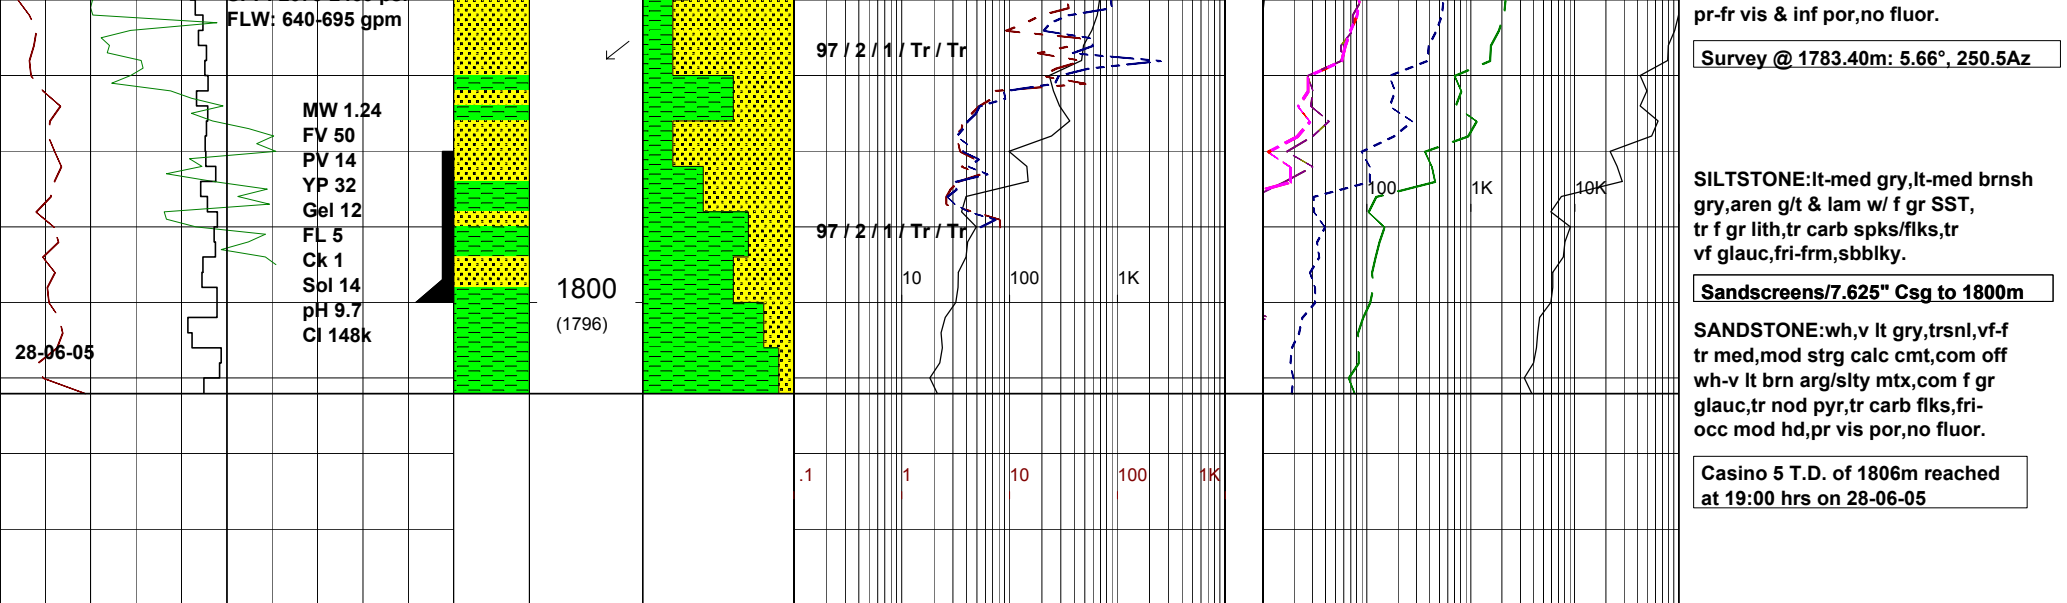 FLW: 640-695 gpm
MW 1.24
FV 50
PV 14
YP 32
Gel 12
FL 5
Ck 1
Sol 14
pH 9.7
Cl 148k
28-06-05
1800
(1796)
97 / 2 / 1 / Tr / Tr
97 / 2 / 1 / Tr / Tr
10 100 1K
.1 1 10 100 1K
100 1K 10K
pr-fr vis & inf por,no fluor.
Survey @ 1783.40m: 5.66°, 250.5Az
SILTSTONE:lt-med gry,lt-med brnsh
gry,aren g/t & lam w/ f gr SST,
tr f gr lith,tr carb spks/flks,tr
vf glauc,fri-frm,sbblky.
Sandscreens/7.625" Csg to 1800m
SANDSTONE:wh,v lt gry,trsnl,vf-f
tr med,mod strg calc cmt,com off
wh-v lt brn arg/slty mtx,com f gr
glauc,tr nod pyr,tr carb flks,fri-
occ mod hd,pr vis por,no fluor.
Casino 5 T.D. of 1806m reached
at 19:00 hrs on 28-06-05